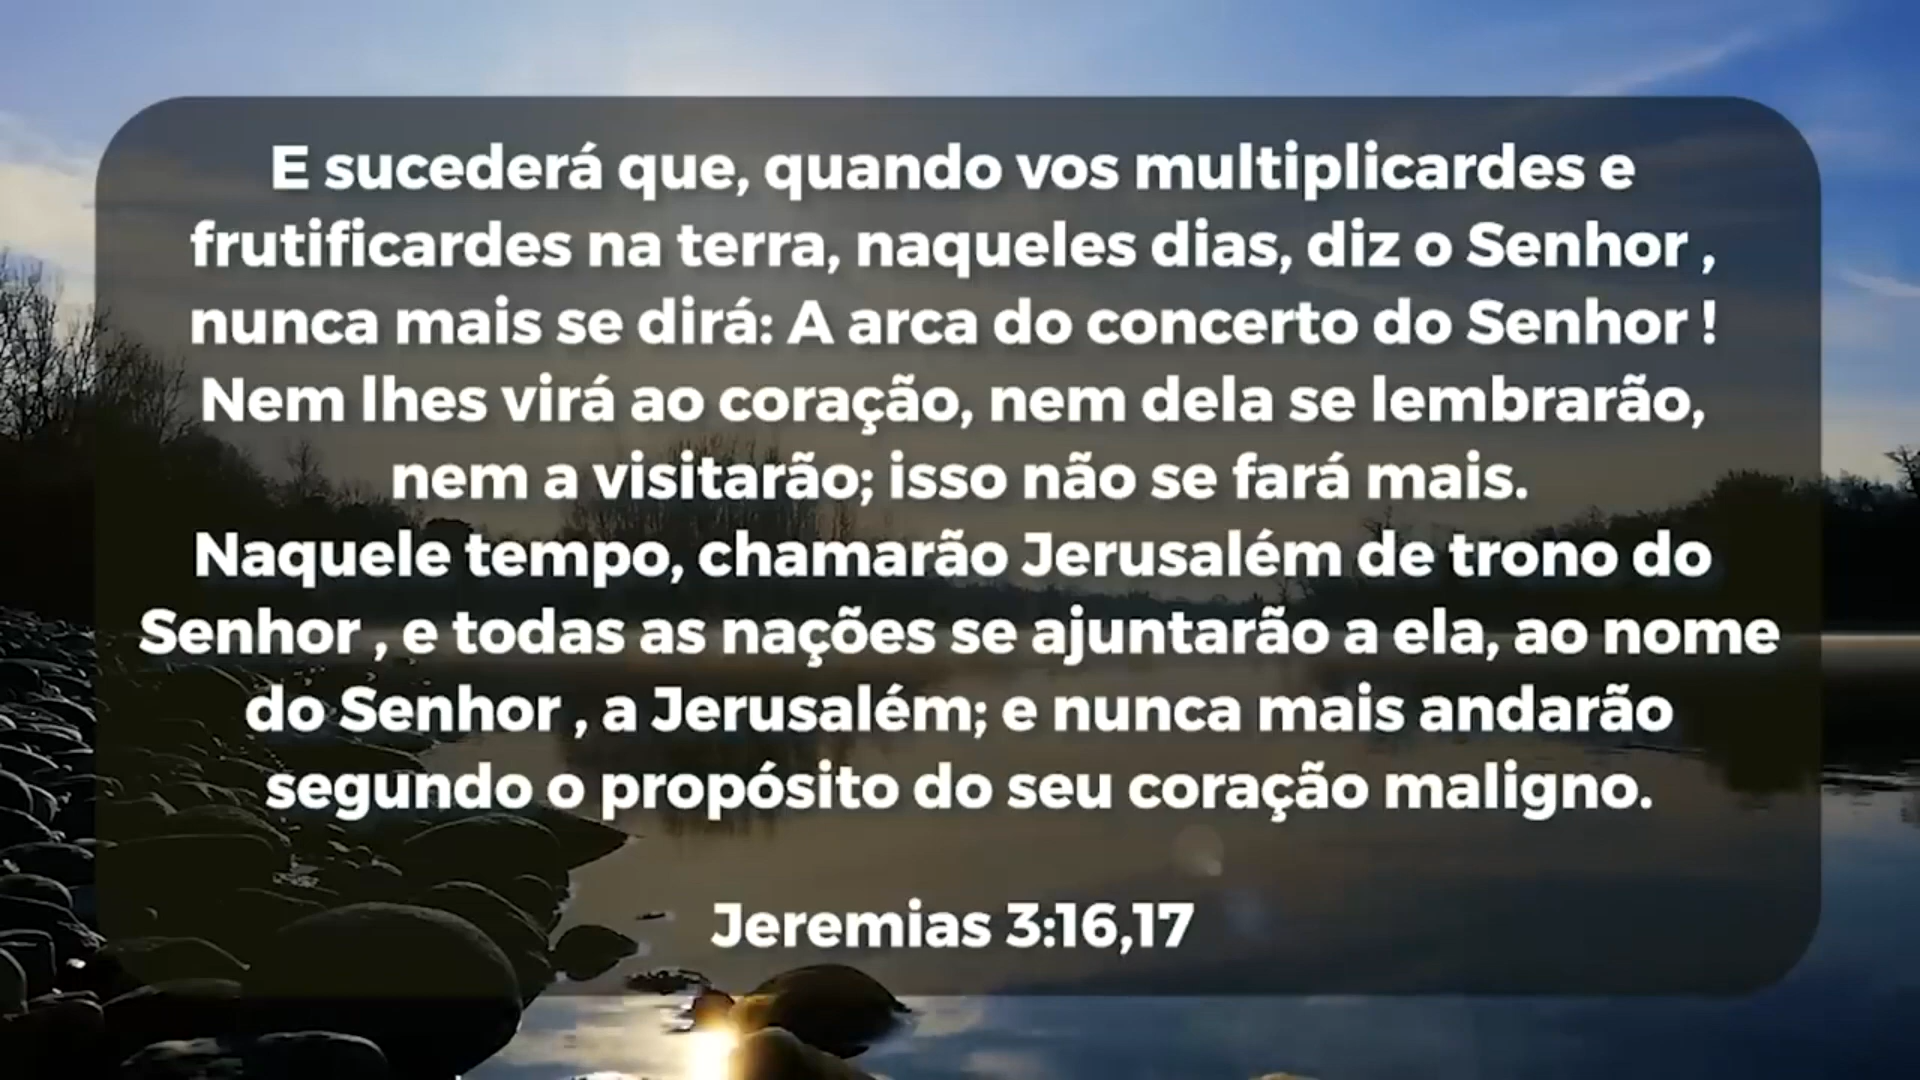 E sucederá que, quando vos multiplicardes e
frutificardes na terra, naqueles dias, diz o Senhor ,
nunca mais se dirá: A arca do concerto do Senhor !
Nem lhes virá ao coração, nem dela se lembrarão,
nem a visitarão; isso não se fará mais.
Naquele tempo, chamarão Jerusalém de trono do
Senhor , e todas as nações se ajuntarão a ela, ao nome
do Senhor , a Jerusalém; e nunca mais andarão
segundo o propósito do seu coração maligno.
Jeremias 3:16,17